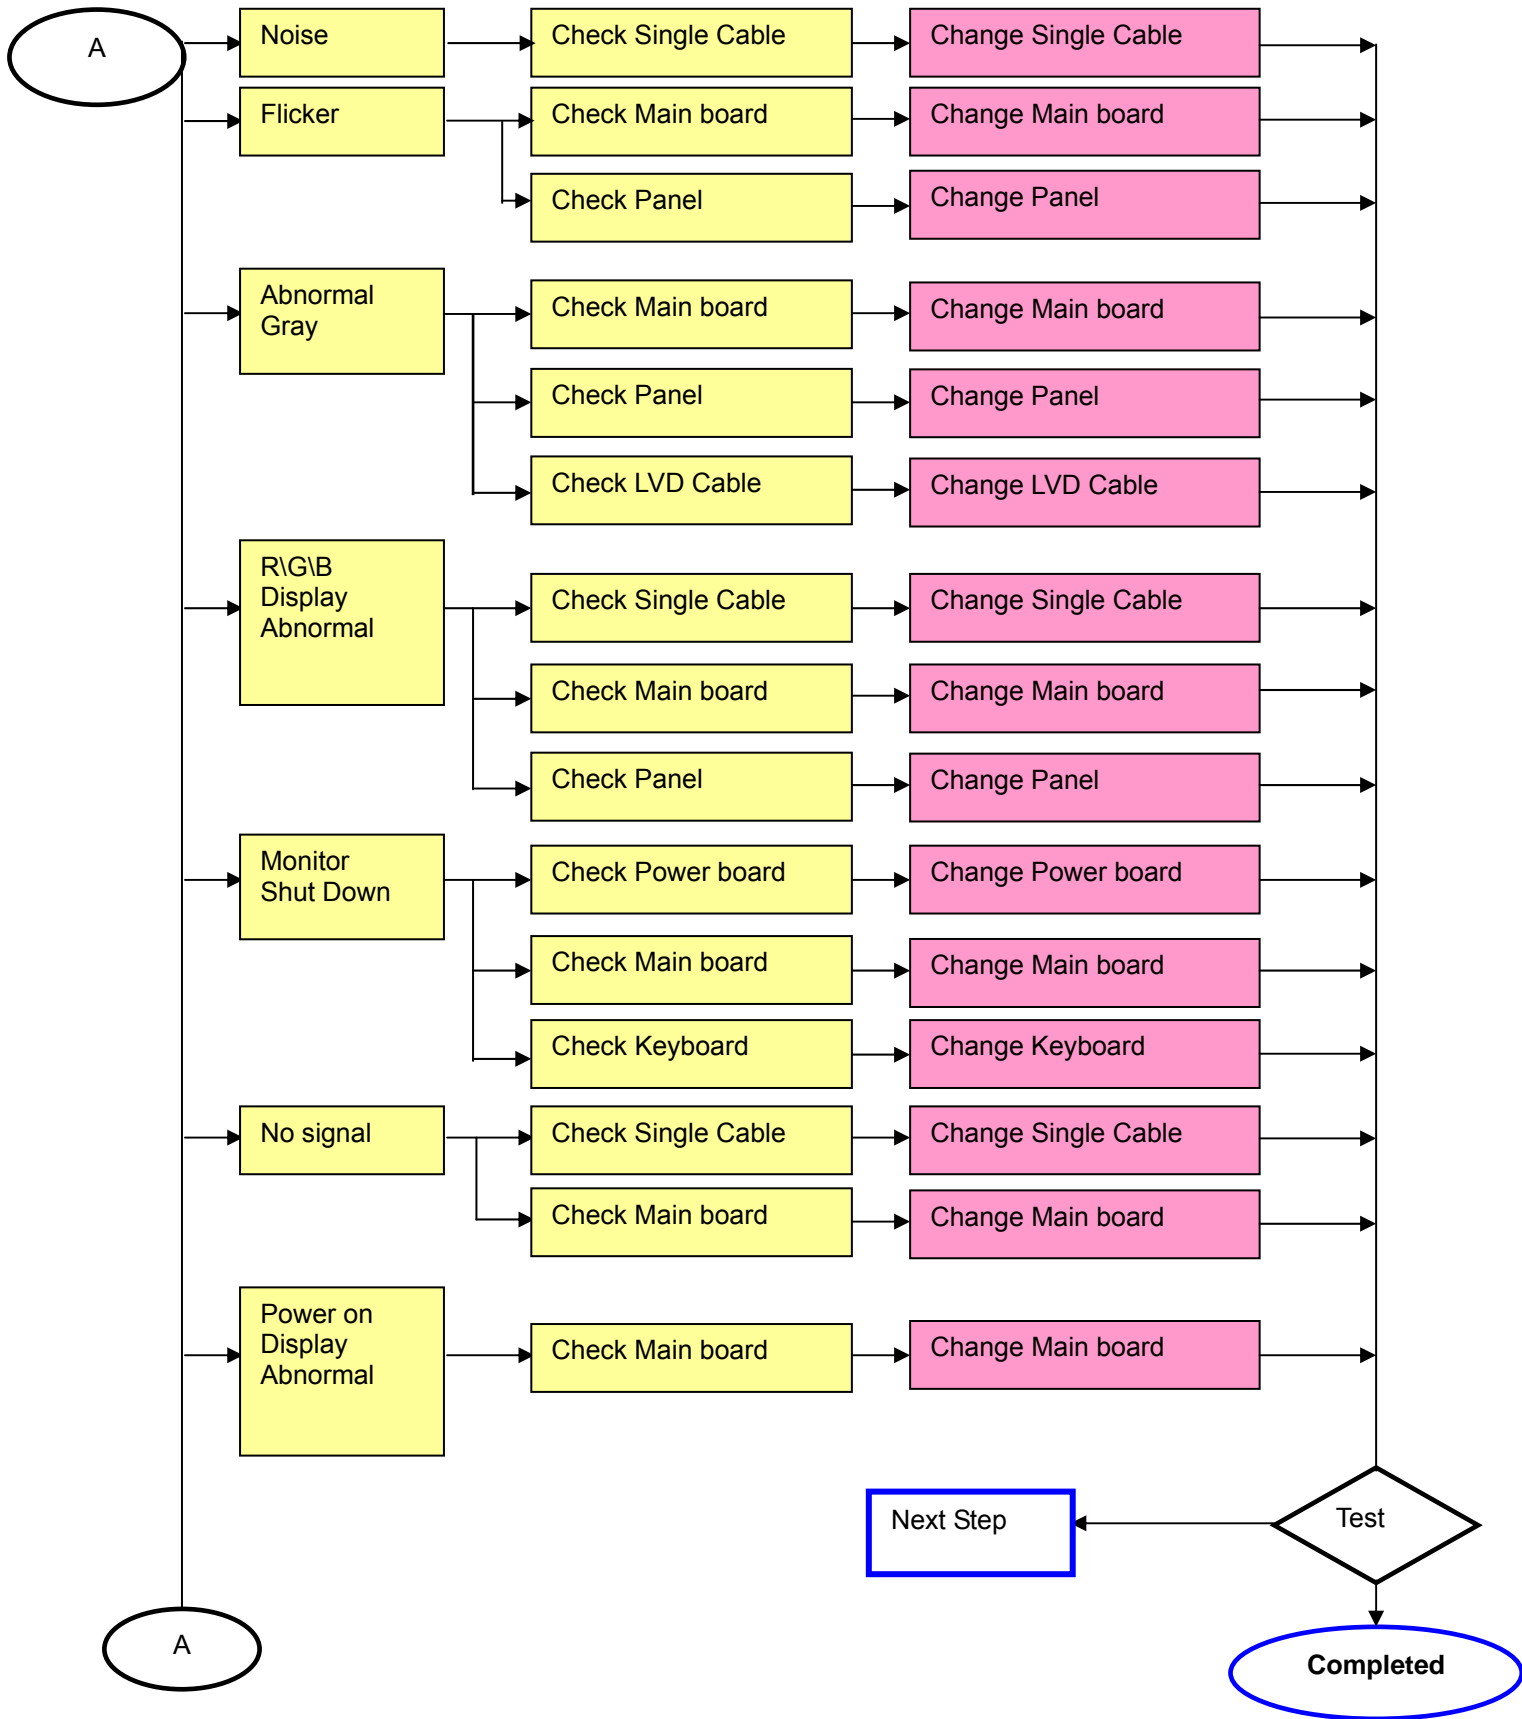 A
Noise
Check Single Cable
Change Single Cable
Flicker
Check Main board
Change Main board
Check Panel
Change Panel
Abnormal
Gray
Check Main board
Change Main board
Check Panel
Change Panel
Check LVD Cable
Change LVD Cable
R\G\B
Display
Abnormal
Check Single Cable
Change Single Cable
Check Main board
Change Main board
Check Panel
Change Panel
Monitor
Shut Down
Check Power board
Change Power board
Check Main board
Change Main board
Check Keyboard
Change Keyboard
No signal
Check Single Cable
Change Single Cable
Check Main board
Change Main board
Power on
Display
Abnormal
Check Main board
Change Main board
Next Step
Test
A
Completed